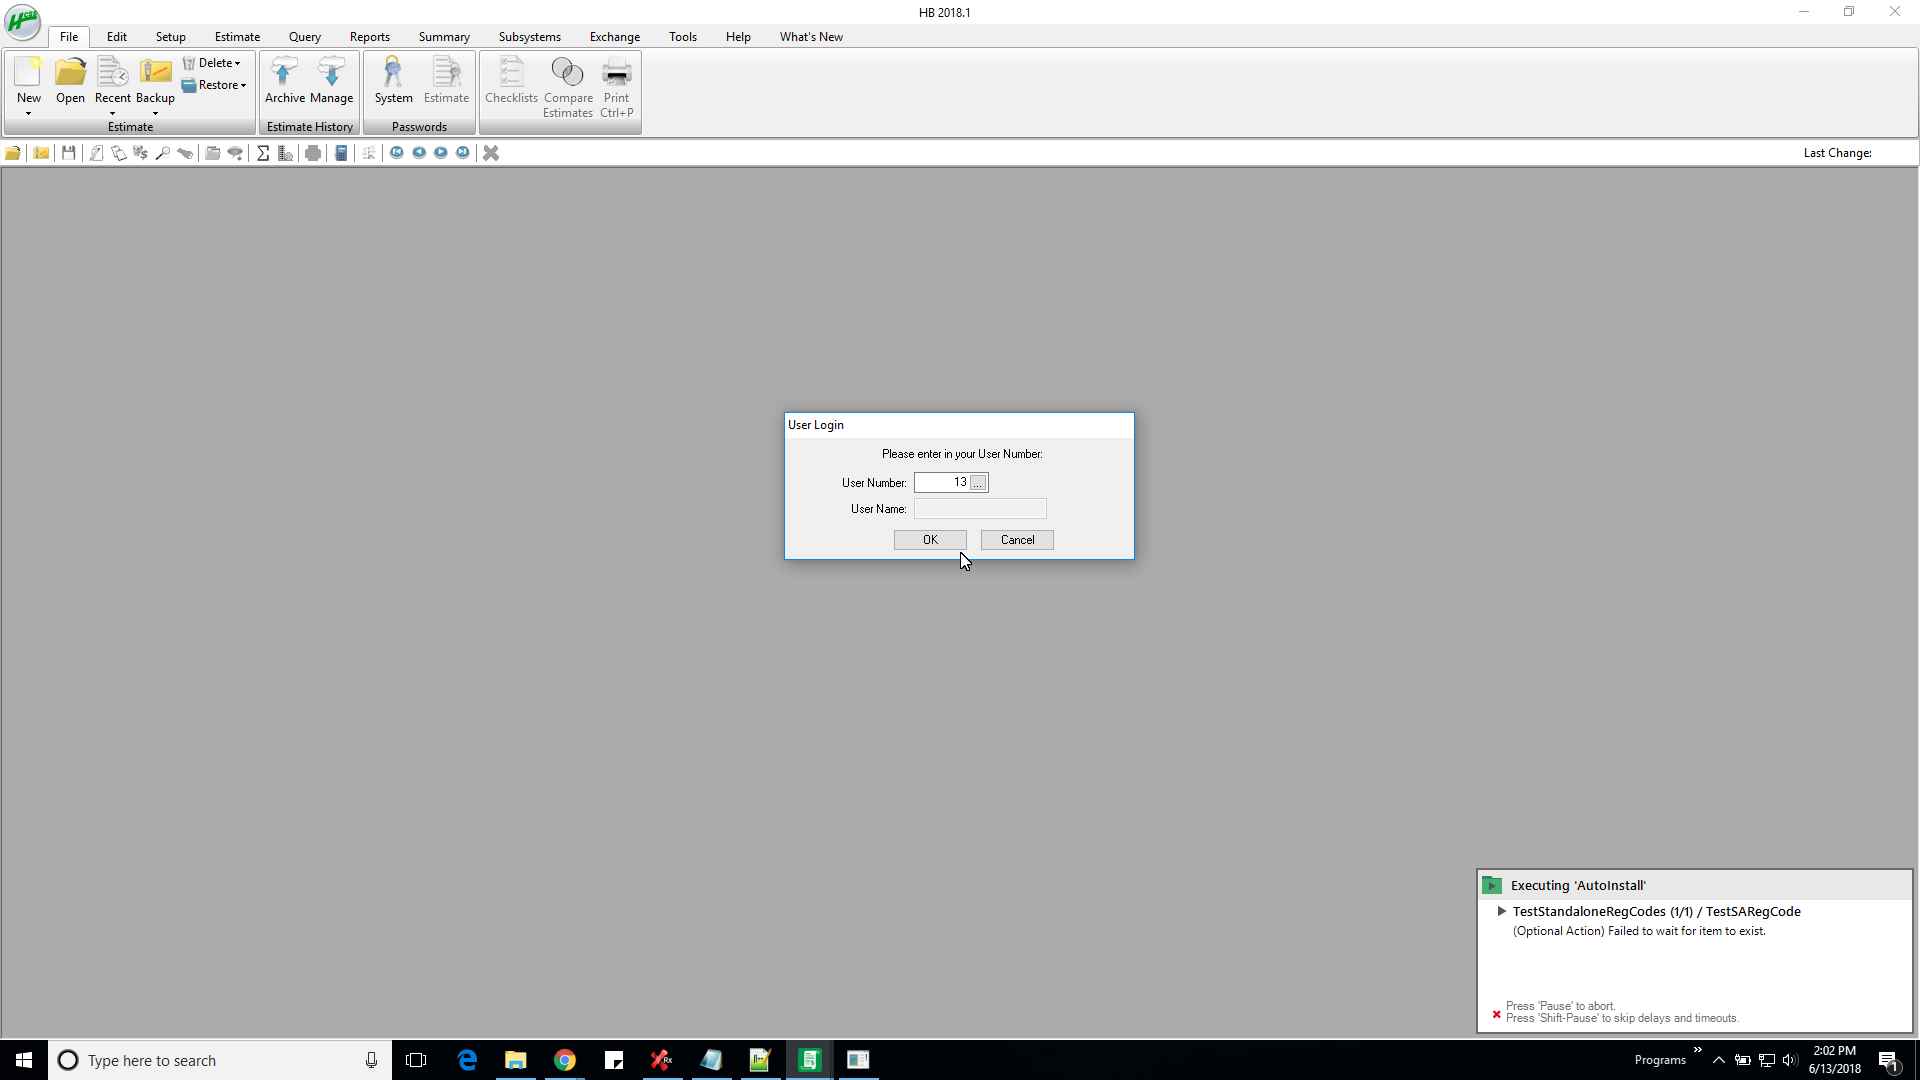 HB 2018.1
File Edit Setup Estimate Query Reports Summary Subsystems Exchange Tools Help What's New
New Open Recent Backup Delete Restore
Archive Manage
System Estimate
Checklists Compare Estimates Print Ctrl+P
Estimate Estimate History Passwords
Last Change:
User Login
Please enter in your User Number:
User Number: 13 ...
User Name:
OK Cancel
Executing 'AutoInstall'
TestStandaloneRegCodes (1/1) / TestSARegCode
(Optional Action) Failed to wait for item to exist.
Press 'Pause' to abort.
Press 'Shift-Pause' to skip delays and timeouts.
Type here to search
Programs
2:02 PM
6/13/2018
1